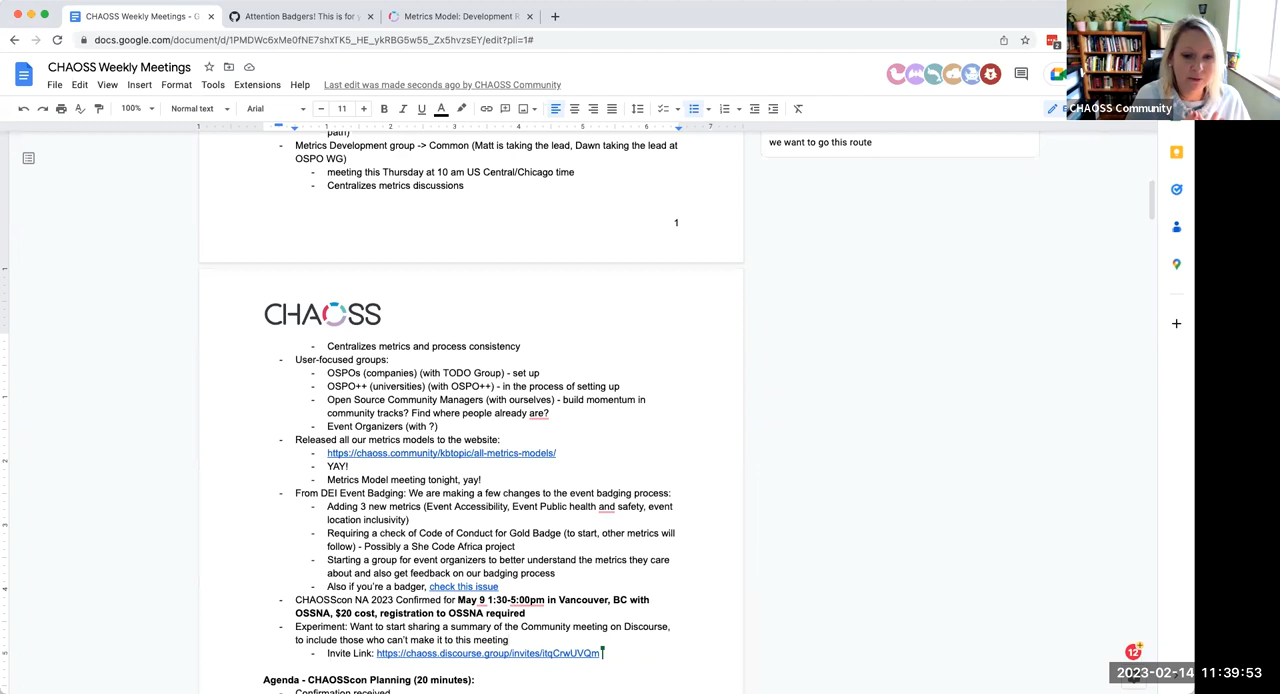 CHAOSS Weekly Meetings - G
Attention Badgers! This is for y
Metrics Model: Development R
docs.google.com/document/d/1PMDWc6xMe0fNE7shxTK5_HE_ykRBG5w55_Zx5hvzsEY/edit?pli=1#
CHAOSS Weekly Meetings
File Edit View Insert Format Tools Extensions Help Last edit was made seconds ago by CHAOSS Community
100% Normal text Arial 11
CHAOSS Community
path)
- Metrics Development group -> Common (Matt is taking the lead, Dawn taking the lead at
OSPO WG)
- meeting this Thursday at 10 am US Central/Chicago time
- Centralizes metrics discussions
we want to go this route
1
CHAOSS
- Centralizes metrics and process consistency
- User-focused groups:
- OSPOs (companies) (with TODO Group) - set up
- OSPO++ (universities) (with OSPO++) - in the process of setting up
- Open Source Community Managers (with ourselves) - build momentum in
community tracks? Find where people already are?
- Event Organizers (with ?)
- Released all our metrics models to the website:
- https://chaoss.community/kbtopic/all-metrics-models/
- YAY!
- Metrics Model meeting tonight, yay!
- From DEI Event Badging: We are making a few changes to the event badging process:
- Adding 3 new metrics (Event Accessibility, Event Public health and safety, event
location inclusivity)
- Requiring a check of Code of Conduct for Gold Badge (to start, other metrics will
follow) - Possibly a She Code Africa project
- Starting a group for event organizers to better understand the metrics they care
about and also get feedback on our badging process
- Also if you're a badger, check this issue
- CHAOSScon NA 2023 Confirmed for May 9 1:30-5:00pm in Vancouver, BC with
OSSNA, $20 cost, registration to OSSNA required
- Experiment: Want to start sharing a summary of the Community meeting on Discourse,
to include those who can't make it to this meeting
- Invite Link: https://chaoss.discourse.group/invites/itqCrwUVQm
12
2023-02-14 11:39:53
Agenda - CHAOSScon Planning (20 minutes):
- Confirmation received